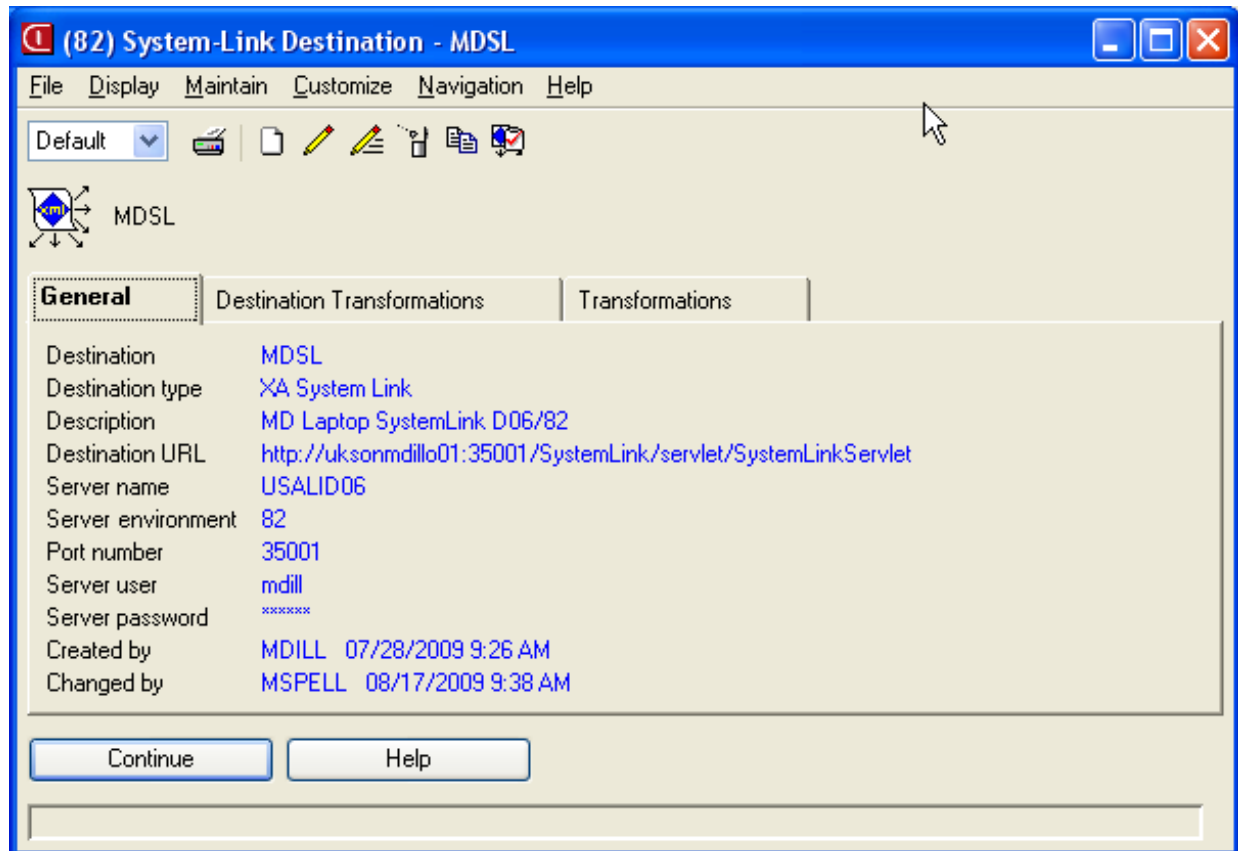 (82) System-Link Destination - MDSL
File Display Maintain Customize Navigation Help
Default
xml
MDSL
General Destination Transformations Transformations
Destination MDSL
Destination type XA System Link
Description MD Laptop SystemLink D06/82
Destination URL http://uksonmdillo01:35001/SystemLink/servlet/SystemLinkServlet
Server name USALID06
Server environment 82
Port number 35001
Server user mdill
Server password ******
Created by MDILL 07/28/2009 9:26 AM
Changed by MSPELL 08/17/2009 9:38 AM
Continue Help